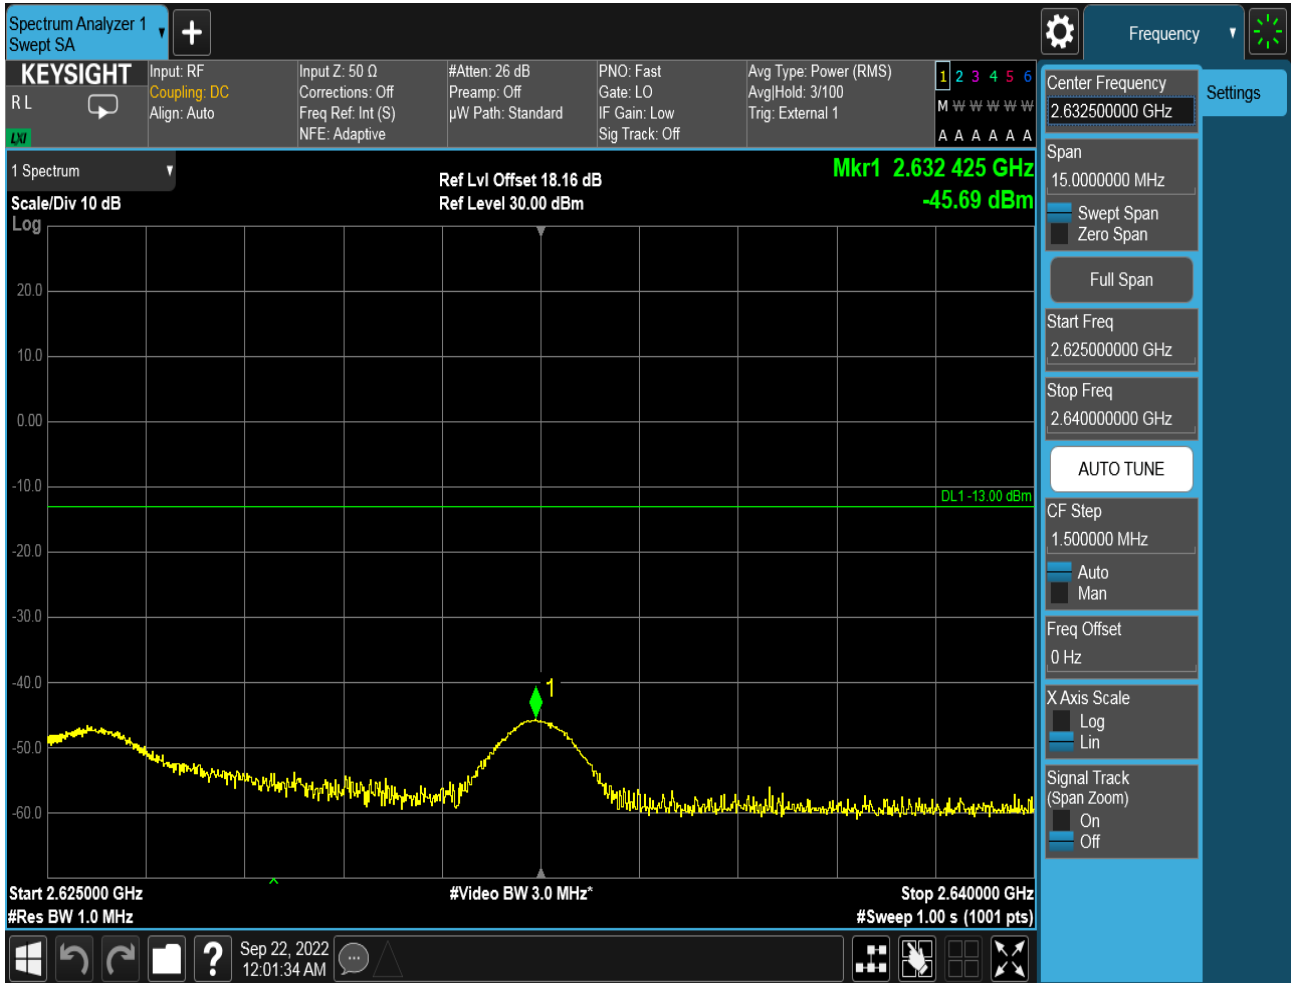 Spectrum Analyzer 1
Swept SA
Frequency
KEYSIGHT
R L
LXI
Input: RF
Coupling: DC
Align: Auto
Input Z: 50 Ω
Corrections: Off
Freq Ref: Int (S)
NFE: Adaptive
#Atten: 26 dB
Preamp: Off
µW Path: Standard
PNO: Fast
Gate: LO
IF Gain: Low
Sig Track: Off
Avg Type: Power (RMS)
Avg|Hold: 3/100
Trig: External 1
1 2 3 4 5 6
M W W W W W
A A A A A A
1 Spectrum
Scale/Div 10 dB
Log
Ref Lvl Offset 18.16 dB
Ref Level 30.00 dBm
Mkr1 2.632 425 GHz
-45.69 dBm
20.0
10.0
0.00
-10.0
DL1 -13.00 dBm
-20.0
-30.0
-40.0
1
-50.0
-60.0
Start 2.625000 GHz
#Res BW 1.0 MHz
#Video BW 3.0 MHz*
Stop 2.640000 GHz
#Sweep 1.00 s (1001 pts)
Center Frequency
2.632500000 GHz
Settings
Span
15.0000000 MHz
Swept Span
Zero Span
Full Span
Start Freq
2.625000000 GHz
Stop Freq
2.640000000 GHz
AUTO TUNE
CF Step
1.500000 MHz
Auto
Man
Freq Offset
0 Hz
X Axis Scale
Log
Lin
Signal Track
(Span Zoom)
On
Off
?
Sep 22, 2022
12:01:34 AM